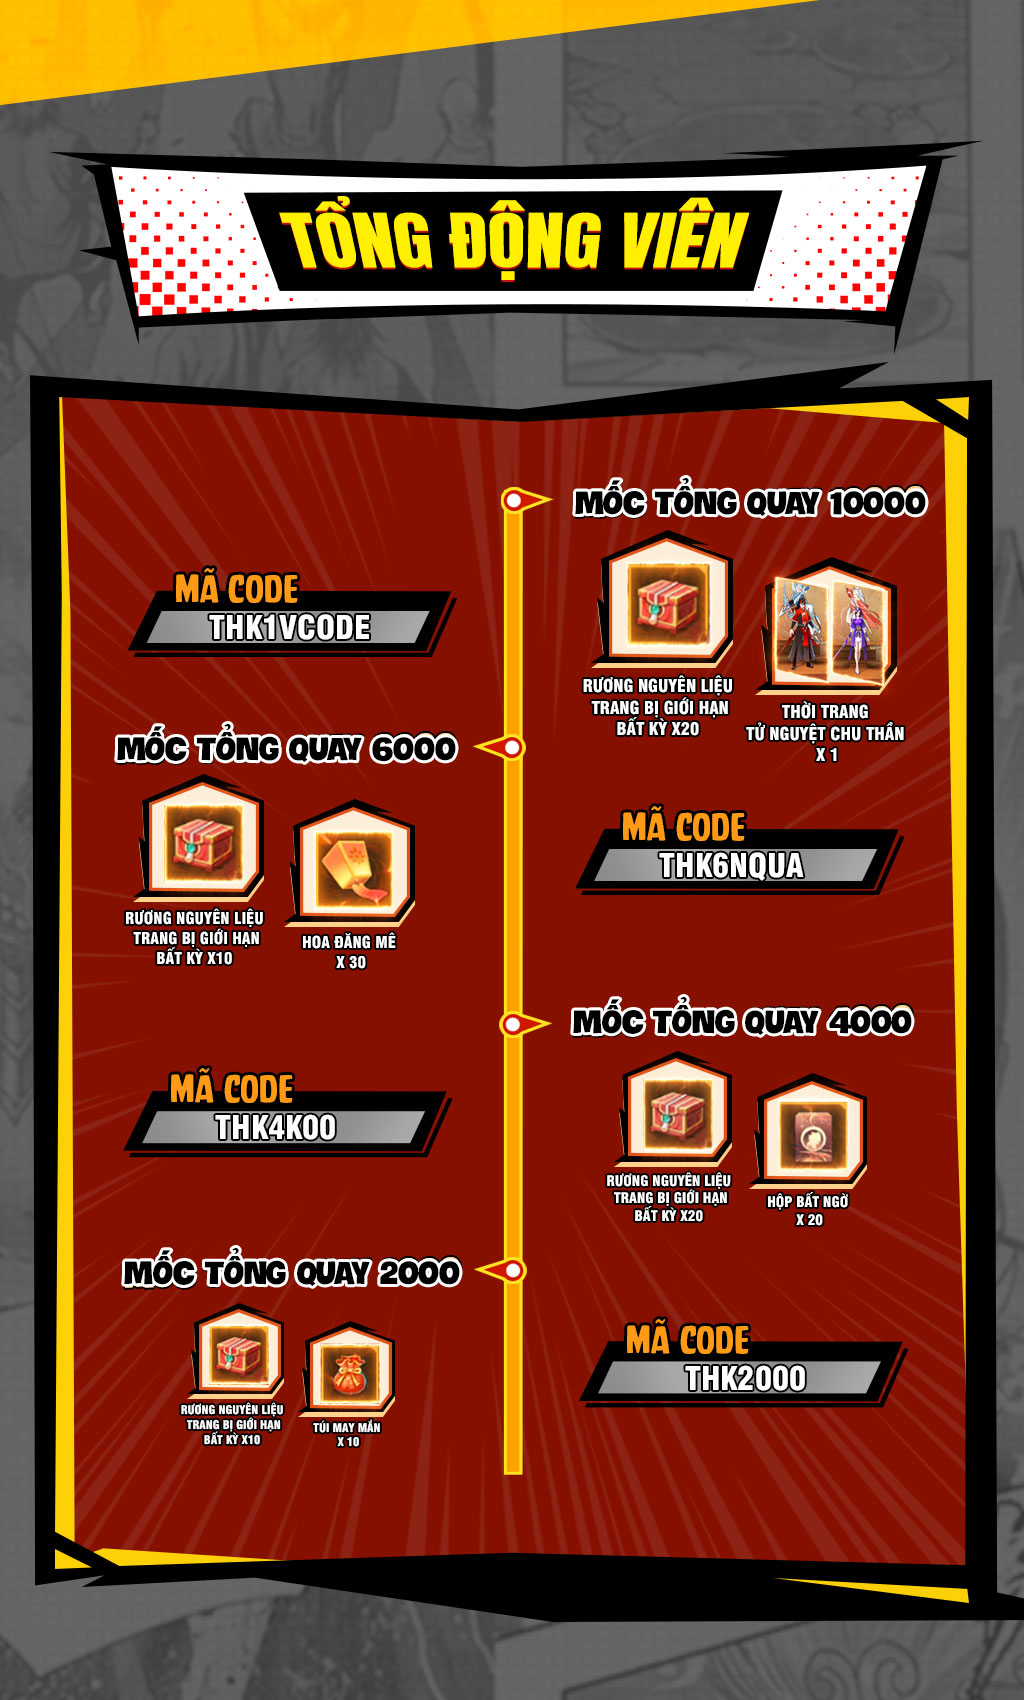 TỔNG ĐỘNG VIÊN
MỐC TỔNG QUAY 10000
MÃ CODE
THK1VCODE
RƯƠNG NGUYÊN LIỆU
TRANG BỊ GIỚI HẠN
BẤT KỲ X20
THỜI TRANG
TỬ NGUYỆT CHU THẦN
X 1
MỐC TỔNG QUAY 6000
RƯƠNG NGUYÊN LIỆU
TRANG BỊ GIỚI HẠN
BẤT KỲ X10
HOA ĐĂNG MÊ
X 30
MÃ CODE
THK6NQUA
MỐC TỔNG QUAY 4000
MÃ CODE
THK4K00
RƯƠNG NGUYÊN LIỆU
TRANG BỊ GIỚI HẠN
BẤT KỲ X20
HỘP BẤT NGỜ
X 20
MỐC TỔNG QUAY 2000
RƯƠNG NGUYÊN LIỆU
TRANG BỊ GIỚI HẠN
BẤT KỲ X10
TÚI MAY MẮN
X 10
MÃ CODE
THK2000